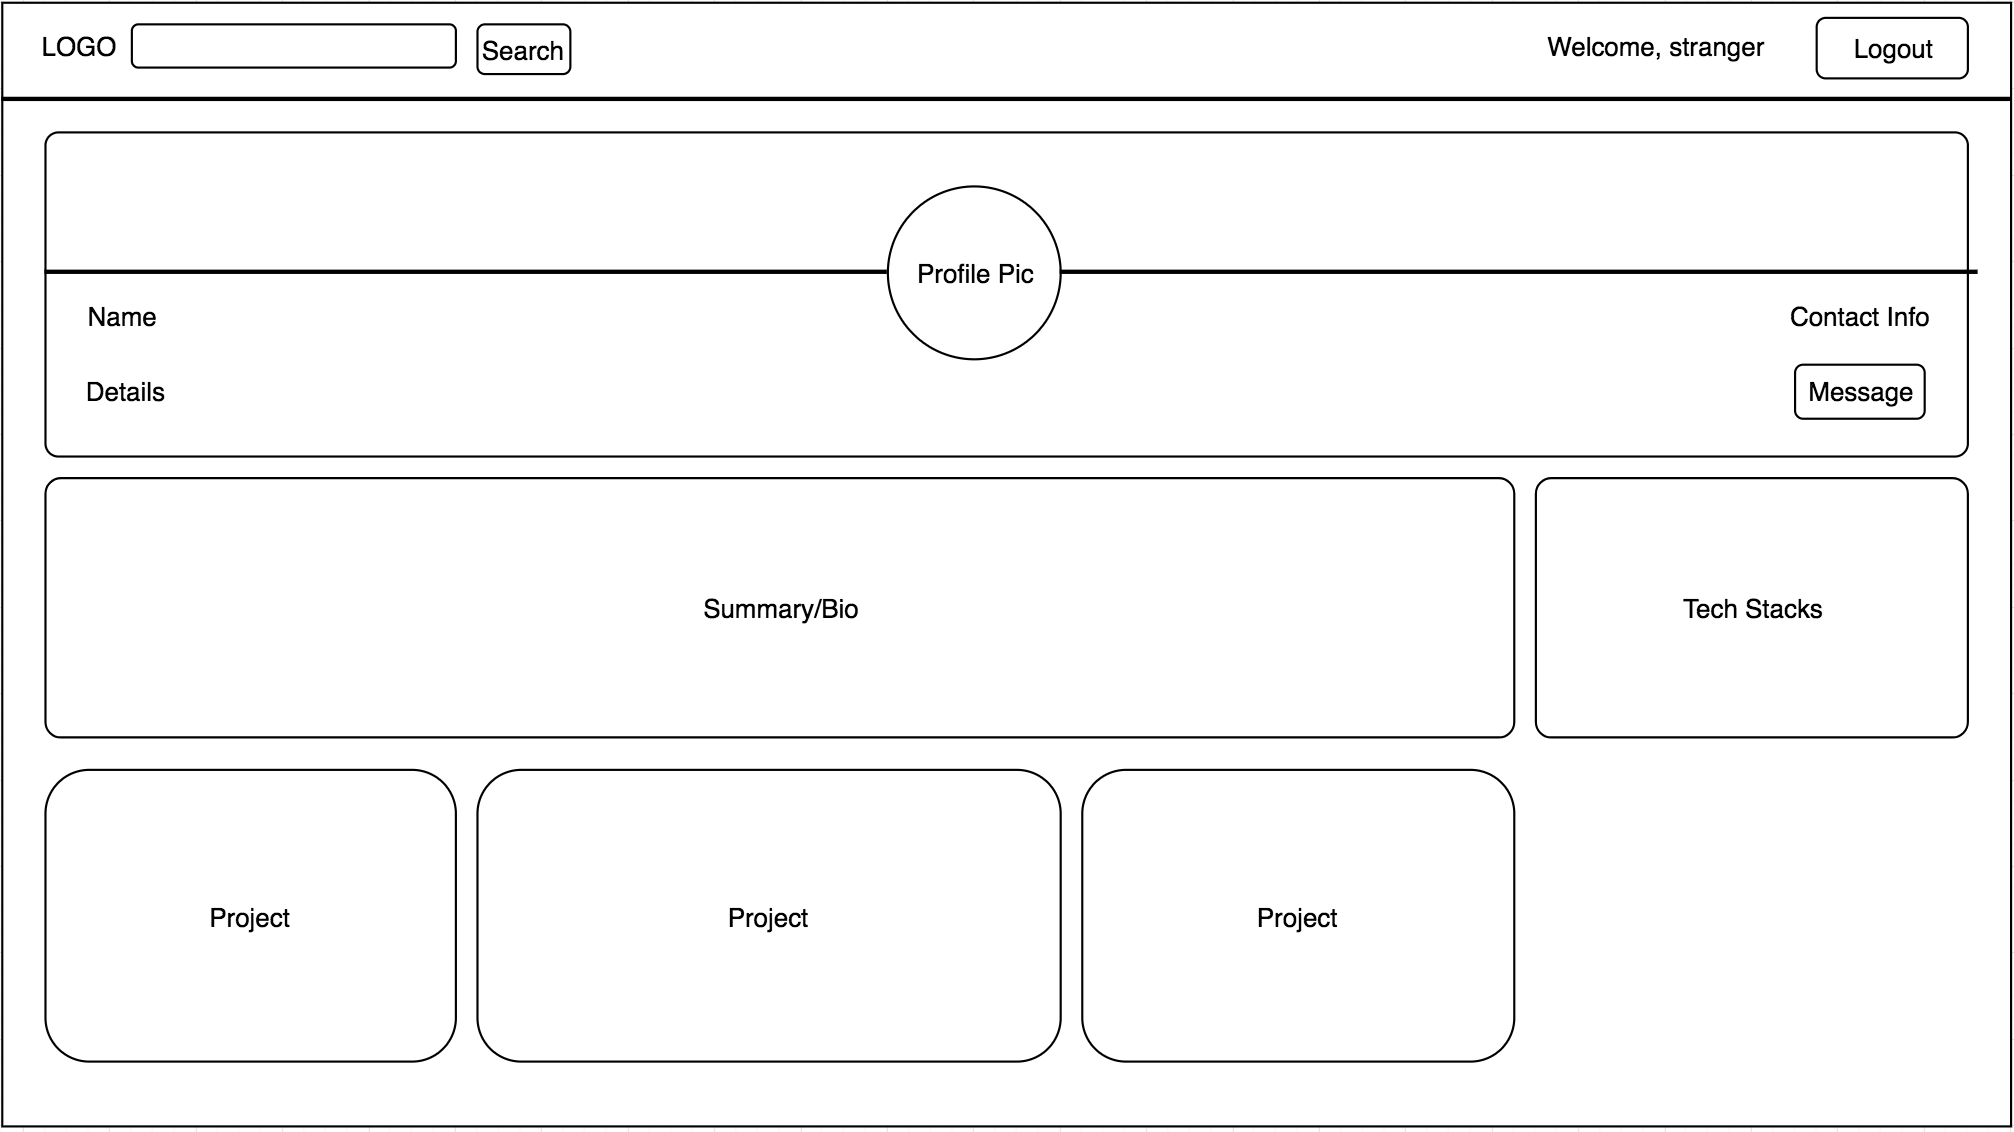 LOGO
Search
Welcome, stranger
Logout
Profile Pic
Name
Contact Info
Details
Message
Summary/Bio
Tech Stacks
Project
Project
Project